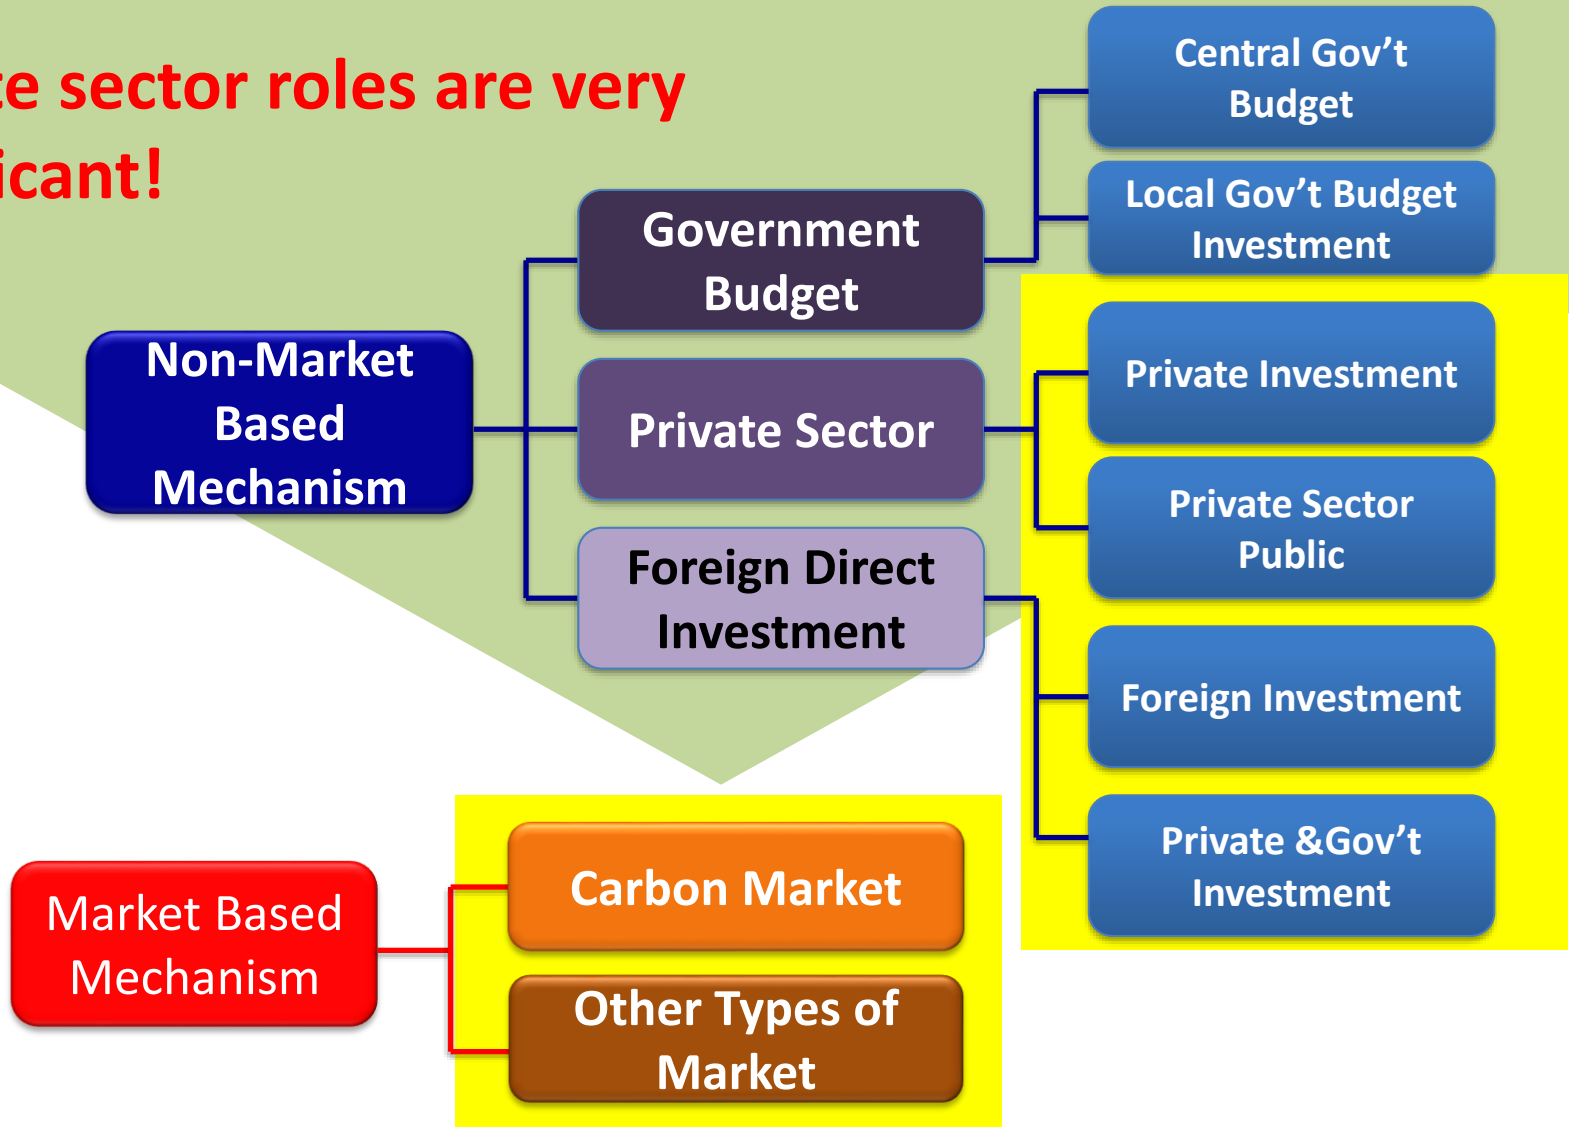 te sector roles are very
icant!
Central Gov't
Budget
Local Gov't Budget
Investment
Government
Budget
Non-Market
Based
Mechanism
Private Investment
Private Sector
Private Sector
Public
Foreign Direct
Investment
Foreign Investment
Private &Gov't
Investment
Carbon Market
Market Based
Mechanism
Other Types of
Market